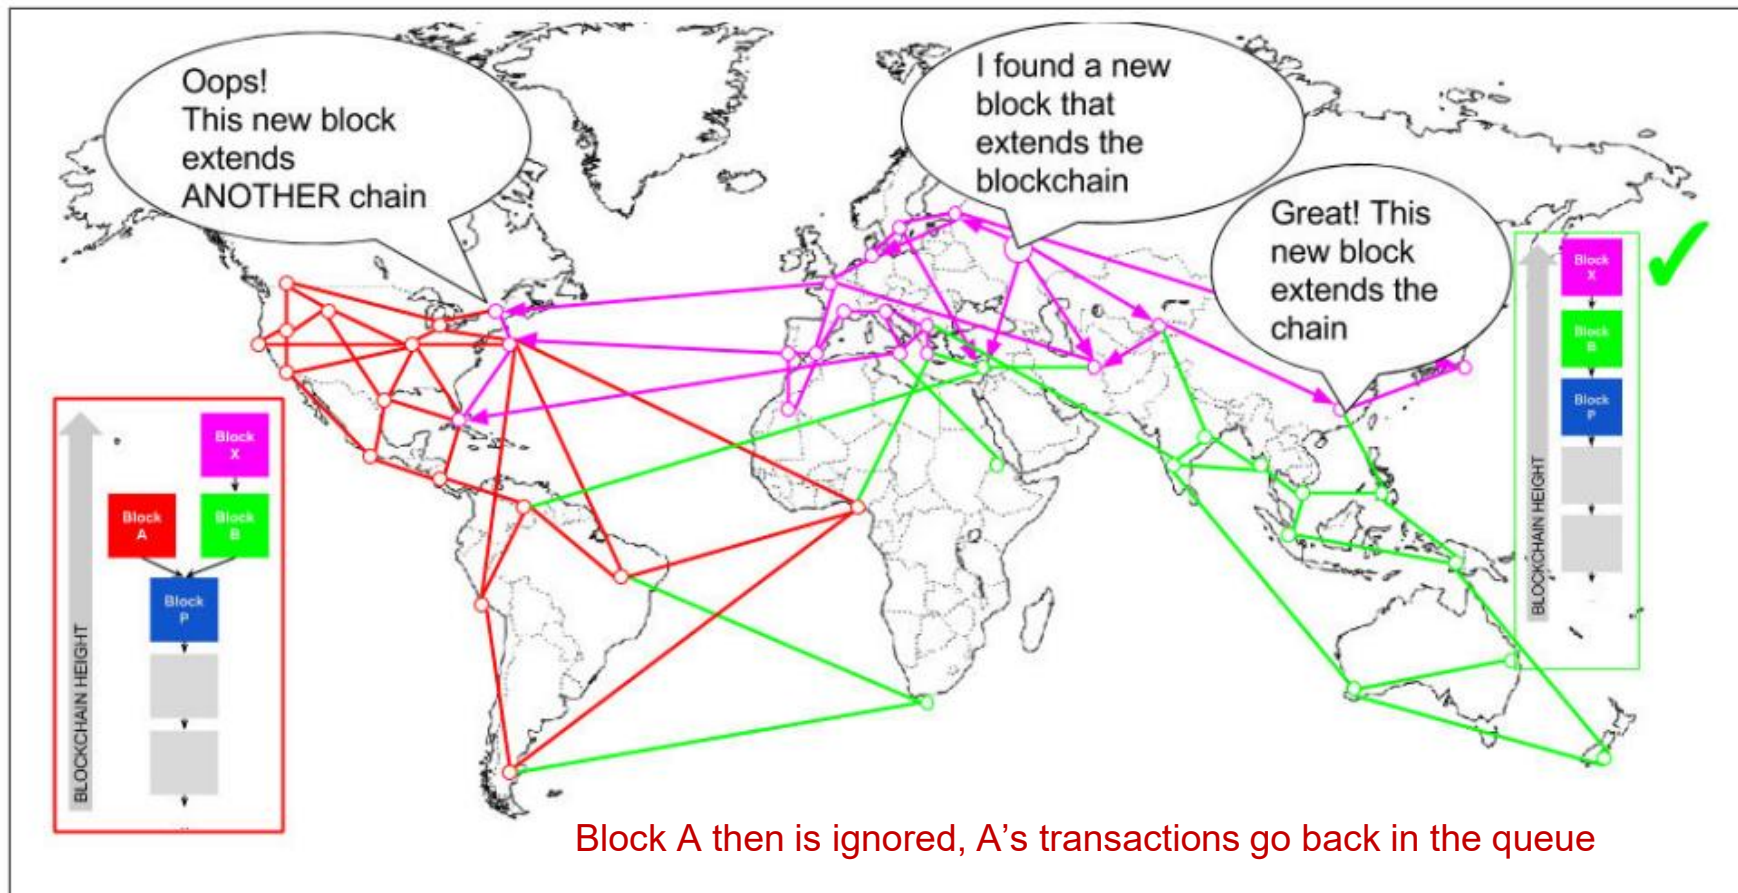 Oops!
This new block
extends
ANOTHER chain
I found a new
block that
extends the
blockchain
Great! This
new block
extends the
chain
Block
X
Block
B
Block
P
BLOCKCHAIN HEIGHT
Block
X
Block
A
Block
B
Block
P
BLOCKCHAIN HEIGHT
Block A then is ignored, A’s transactions go back in the queue